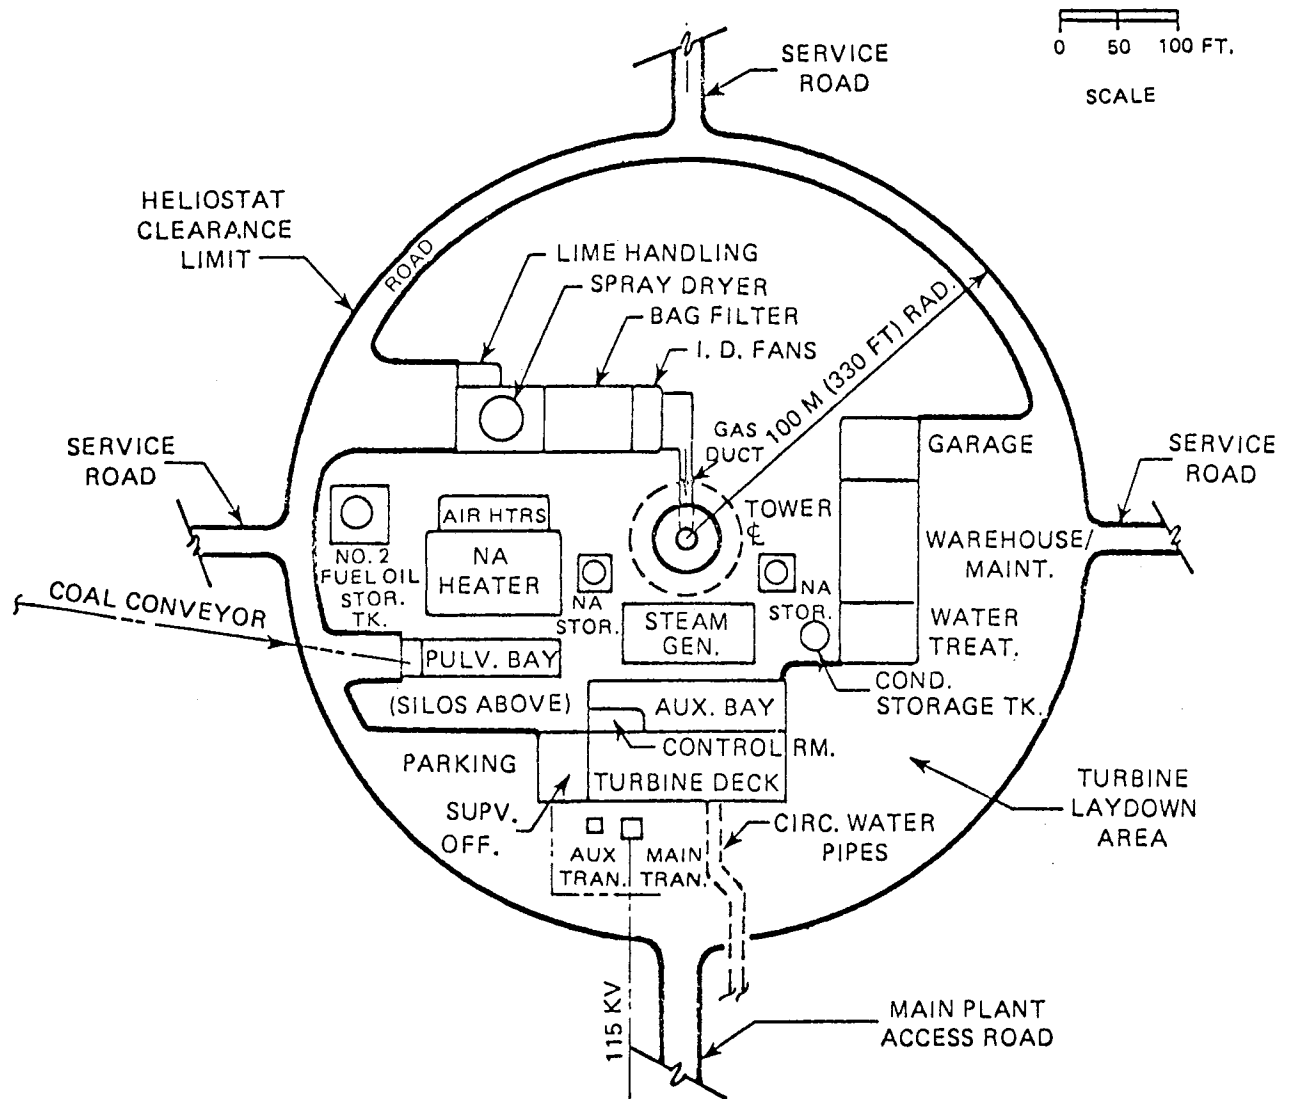 0 50 100 FT.
SCALE
SERVICE
ROAD
HELIOSTAT
CLEARANCE
LIMIT
ROAD
LIME HANDLING
SPRAY DRYER
BAG FILTER
I. D. FANS
100 M (330 FT) RAD.
GAS
DUCT
GARAGE
SERVICE
ROAD
SERVICE
ROAD
TOWER
℄
AIR HTRS
NA
HEATER
NO. 2
FUEL OIL
STOR.
TK.
WAREHOUSE/
MAINT.
COAL CONVEYOR
NA
STOR.
NA
STOR.
STEAM
GEN.
WATER
TREAT.
PULV. BAY
(SILOS ABOVE)
COND.
STORAGE TK.
AUX. BAY
CONTROL RM.
PARKING
TURBINE DECK
TURBINE
LAYDOWN
AREA
SUPV.
OFF.
CIRC. WATER
PIPES
AUX
TRAN.
MAIN
TRAN.
115 KV
MAIN PLANT
ACCESS ROAD